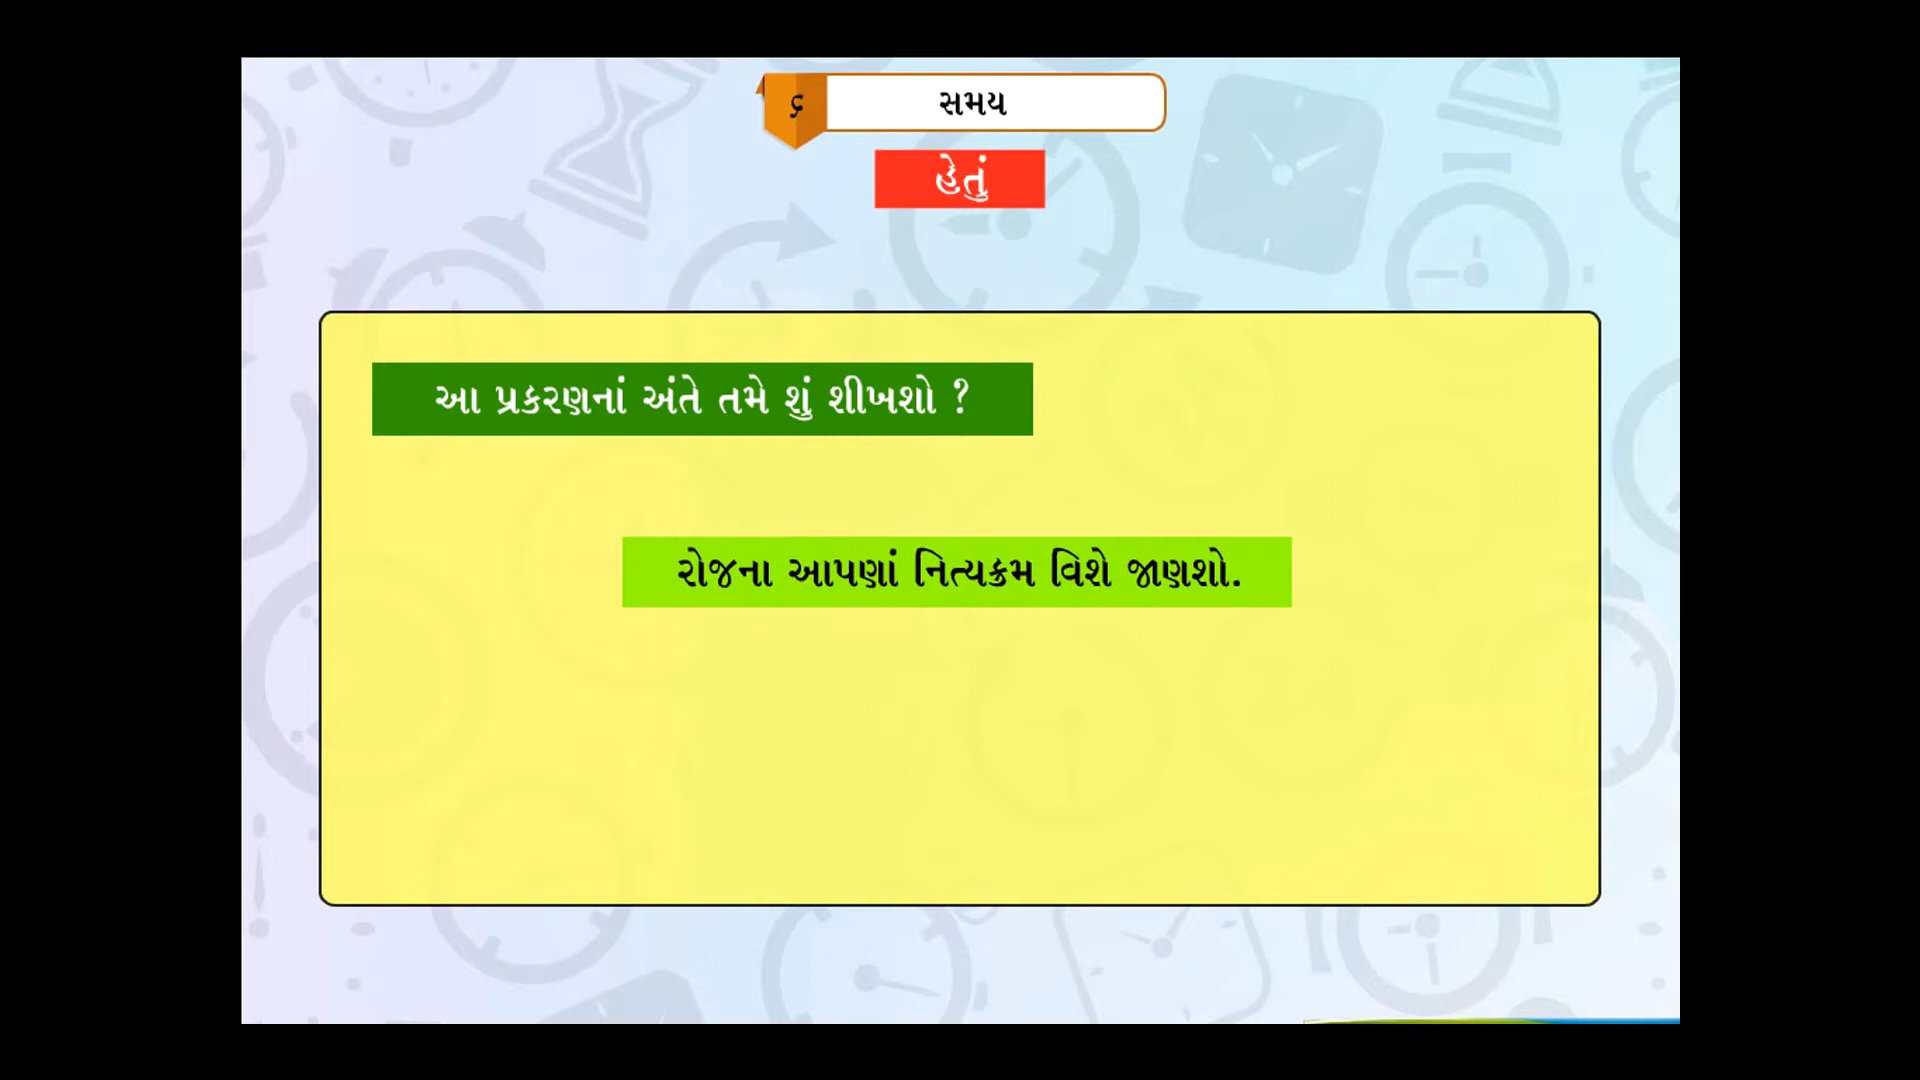 ૬
સમય
હેતું
આ પ્રકરણનાં અંતે તમે શું શીખશો ?
રોજના આપણાં નિત્યક્રમ વિશે જાણશો.